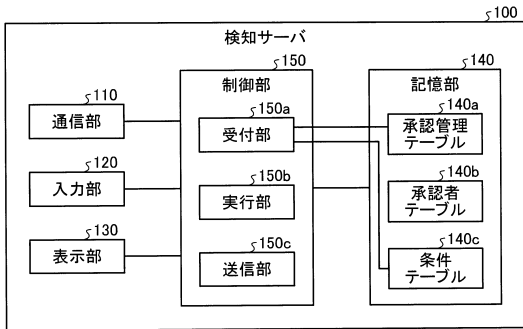 100
検知サーバ
110
通信部
120
入力部
130
表示部
150
制御部
150a
受付部
150b
実行部
150c
送信部
140
記憶部
140a
承認管理
テーブル
140b
承認者
テーブル
140c
条件
テーブル